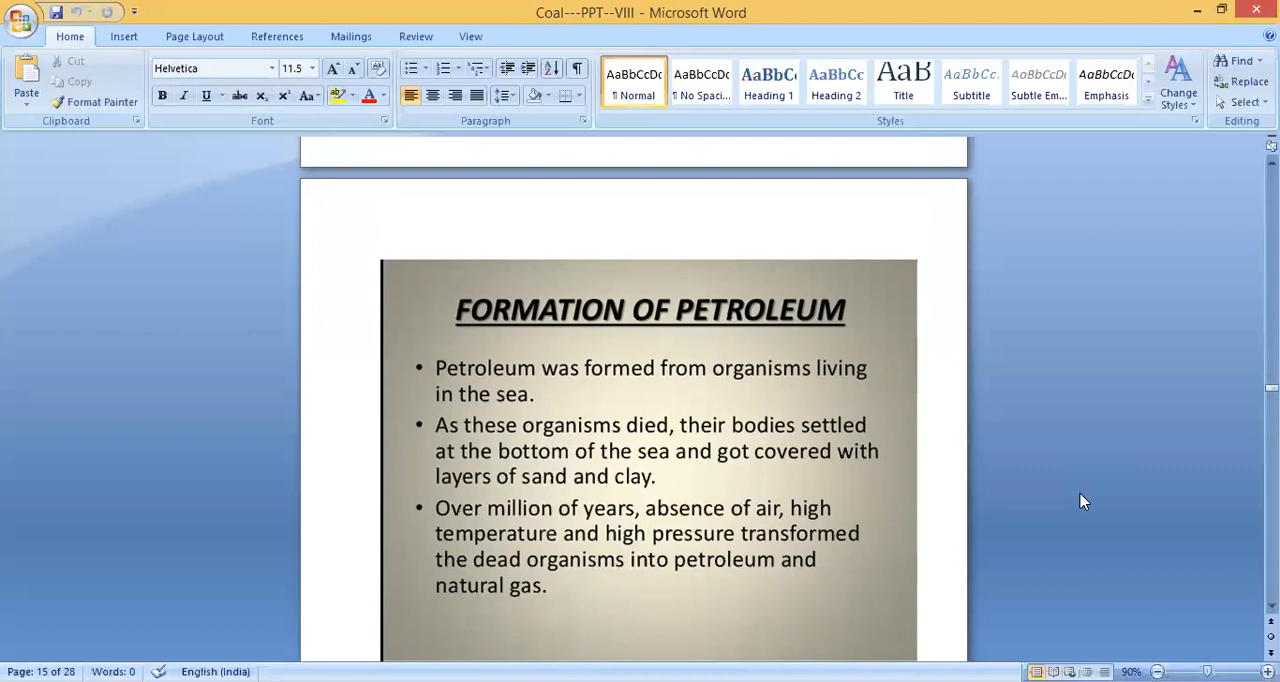 Coal---PPT--VIII - Microsoft Word
Home Insert Page Layout References Mailings Review View
Paste
Cut
Copy
Format Painter
Clipboard
Helvetica 11.5
Font
Paragraph
AaBbCcDc AaBbCcDc AaBbC AaBbCc AaB AaBbCc. AaBbCcDc AaBbCcDc
¶ Normal ¶ No Spaci... Heading 1 Heading 2 Title Subtitle Subtle Em... Emphasis
Change
Styles
Styles
Find
Replace
Select
Editing
FORMATION OF PETROLEUM
• Petroleum was formed from organisms living
in the sea.
• As these organisms died, their bodies settled
at the bottom of the sea and got covered with
layers of sand and clay.
• Over million of years, absence of air, high
temperature and high pressure transformed
the dead organisms into petroleum and
natural gas.
Page: 15 of 28 Words: 0 English (India) 90%